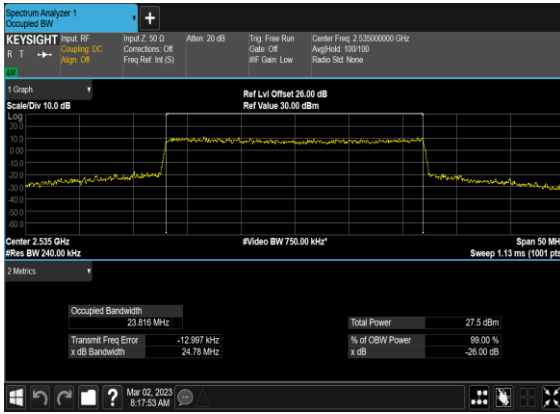 Spectrum Analyzer 1
Occupied BW
KEYSIGHT
R T
LXI
Input: RF
Coupling: DC
Align: Off
Input Z: 50 Ω
Corrections: Off
Freq Ref: Int (S)
Atten: 20 dB
Trig: Free Run
Gate: Off
#IF Gain: Low
Center Freq: 2.535000000 GHz
Avg|Hold: 100/100
Radio Std: None
1 Graph
Scale/Div 10.0 dB
Ref Lvl Offset 26.00 dB
Ref Value 30.00 dBm
Log
20.0
10.0
0.00
-10.0
-20.0
-30.0
-40.0
-50.0
-60.0
Center 2.535 GHz
#Video BW 750.00 kHz*
Span 50 MH
#Res BW 240.00 kHz
Sweep 1.13 ms (1001 pts
2 Metrics
Occupied Bandwidth
23.816 MHz
Total Power 27.5 dBm
Transmit Freq Error -12.997 kHz
% of OBW Power 99.00 %
x dB Bandwidth 24.78 MHz
x dB -26.00 dB
?
Mar 02, 2023
8:17:53 AM